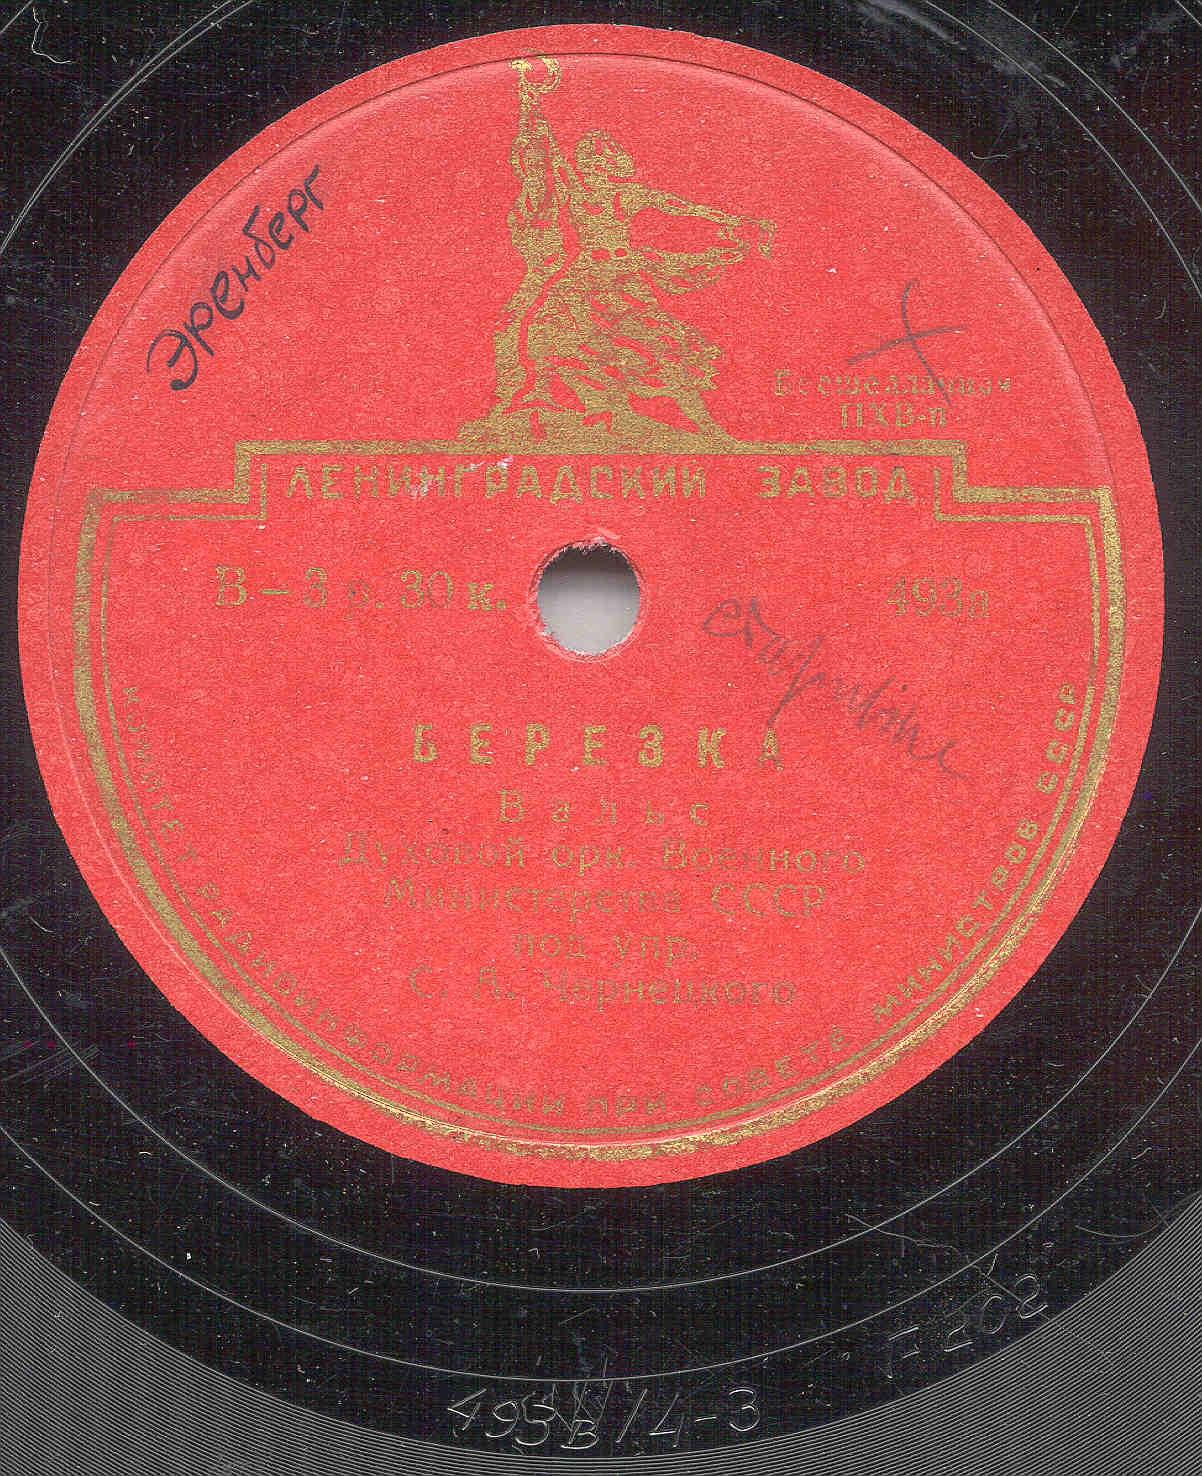 Эренберг
Бесшеллачная
ПХВ-п
ЛЕНИНГРАДСКИЙ ЗАВОД
В–3 р. 30 к.
493п
БЕРЕЗКА
Вальс
Духовой орк. Военного
Министерства СССР
под упр.
С. А. Чернецкого
КОМИТЕТ РАДИОИНФОРМАЦИИ ПРИ СОВЕТЕ МИНИСТРОВ СССР